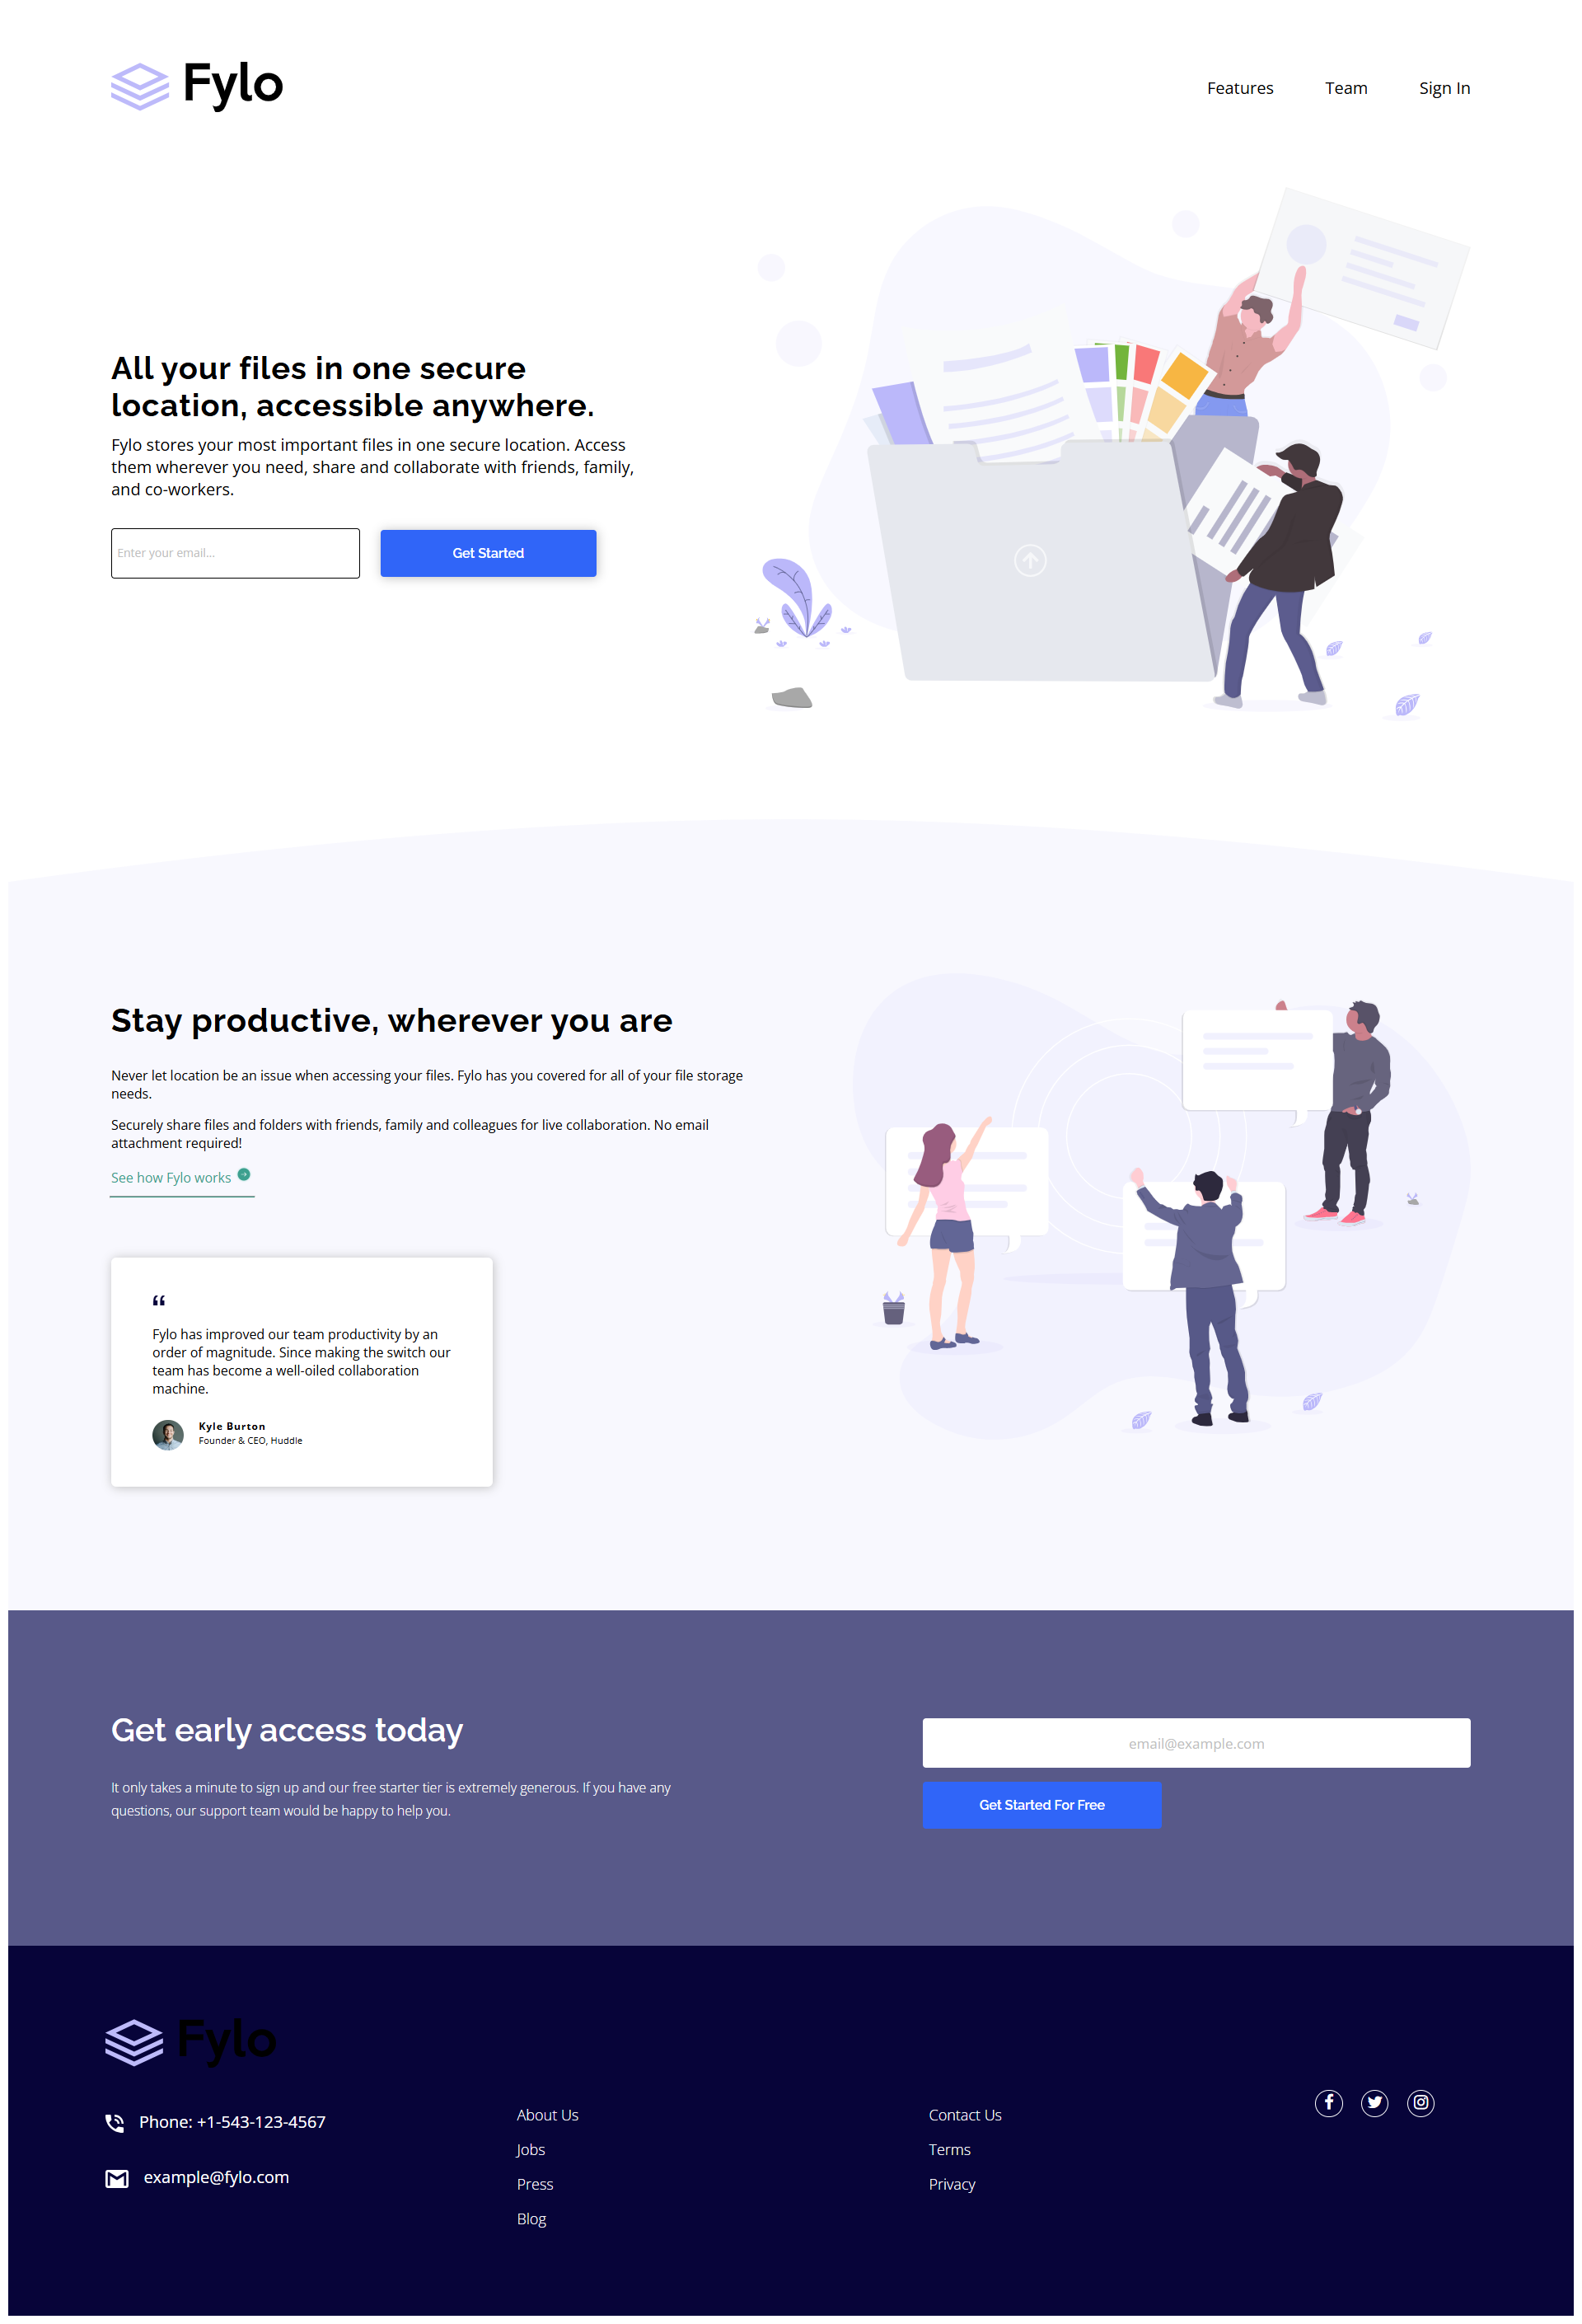 Fylo
Features
Team
Sign In
All your files in one secure
location, accessible anywhere.
Fylo stores your most important files in one secure location. Access
them wherever you need, share and collaborate with friends, family,
and co-workers.
Enter your email...
Get Started
Stay productive, wherever you are
Never let location be an issue when accessing your files. Fylo has you covered for all of your file storage
needs.
Securely share files and folders with friends, family and colleagues for live collaboration. No email
attachment required!
See how Fylo works
“
Fylo has improved our team productivity by an
order of magnitude. Since making the switch our
team has become a well-oiled collaboration
machine.
Kyle Burton
Founder & CEO, Huddle
Get early access today
It only takes a minute to sign up and our free starter tier is extremely generous. If you have any
questions, our support team would be happy to help you.
email@example.com
Get Started For Free
Fylo
Phone: +1-543-123-4567
example@fylo.com
About Us
Jobs
Press
Blog
Contact Us
Terms
Privacy